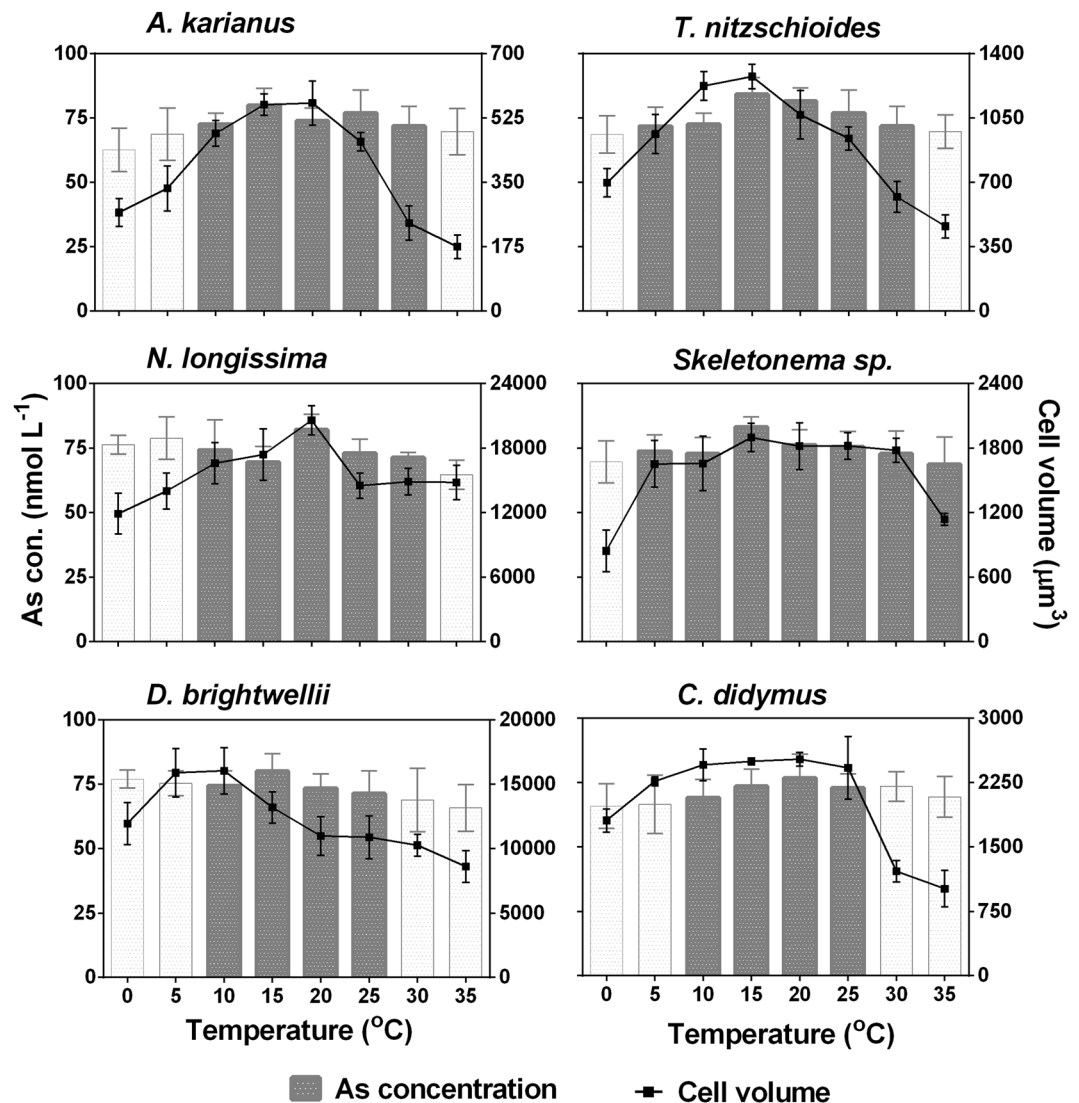 A. karianus
T. nitzschioides
100 700 1400
75 525 1050
50 350 700
25 175 350
0 0 0
N. longissima
Skeletonema sp.
100 24000 2400
75 18000 1800
50 12000 1200
25 6000 600
0 0 0
As con. (nmol L-1)
Cell volume (μm3)
D. brightwellii
C. didymus
100 20000 3000
75 15000 2250
50 10000 1500
25 5000 750
0 0 0
0 5 10 15 20 25 30 35 0 5 10 15 20 25 30 35
Temperature (oC) Temperature (oC)
As concentration Cell volume